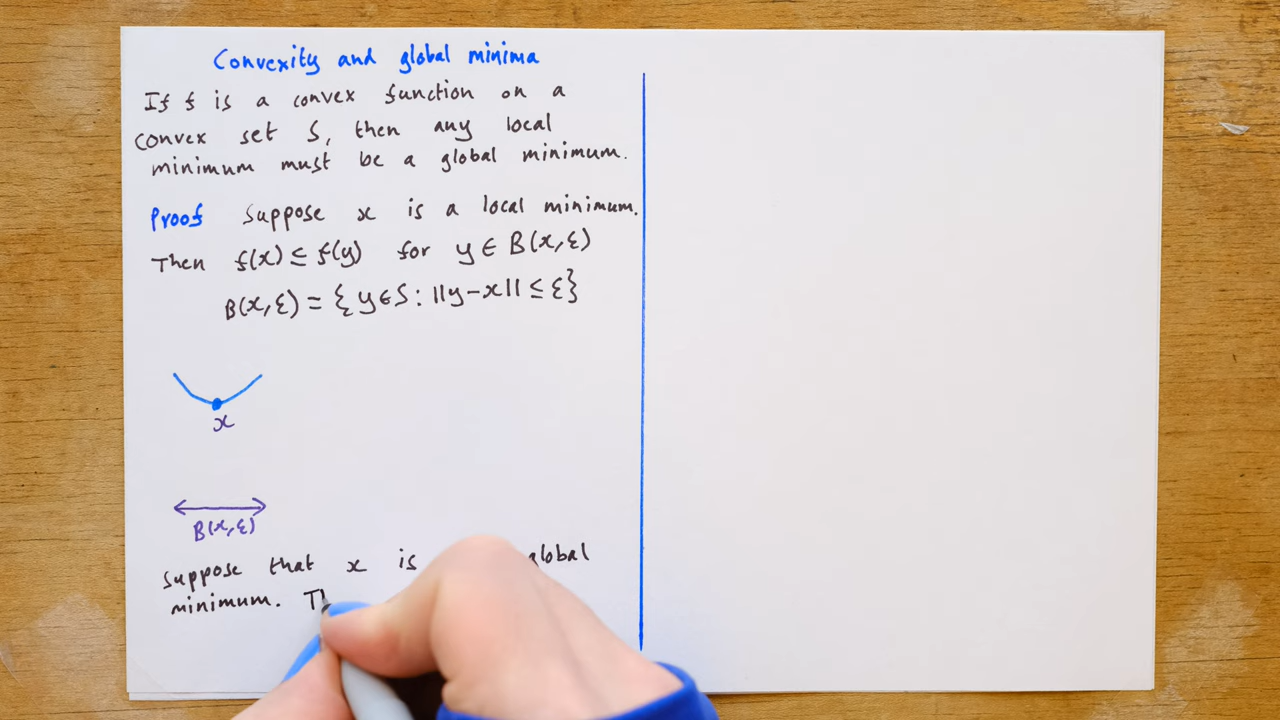 Convexity and global minima
If f is a convex function on a
convex set S, then any local
minimum must be a global minimum.
Proof Suppose x is a local minimum.
Then f(x) ≤ f(y) for y ∈ B(x,ε)
B(x,ε) = {y∈S: ||y-x|| ≤ ε}
x
B(x,ε)
Suppose that x is global
minimum.